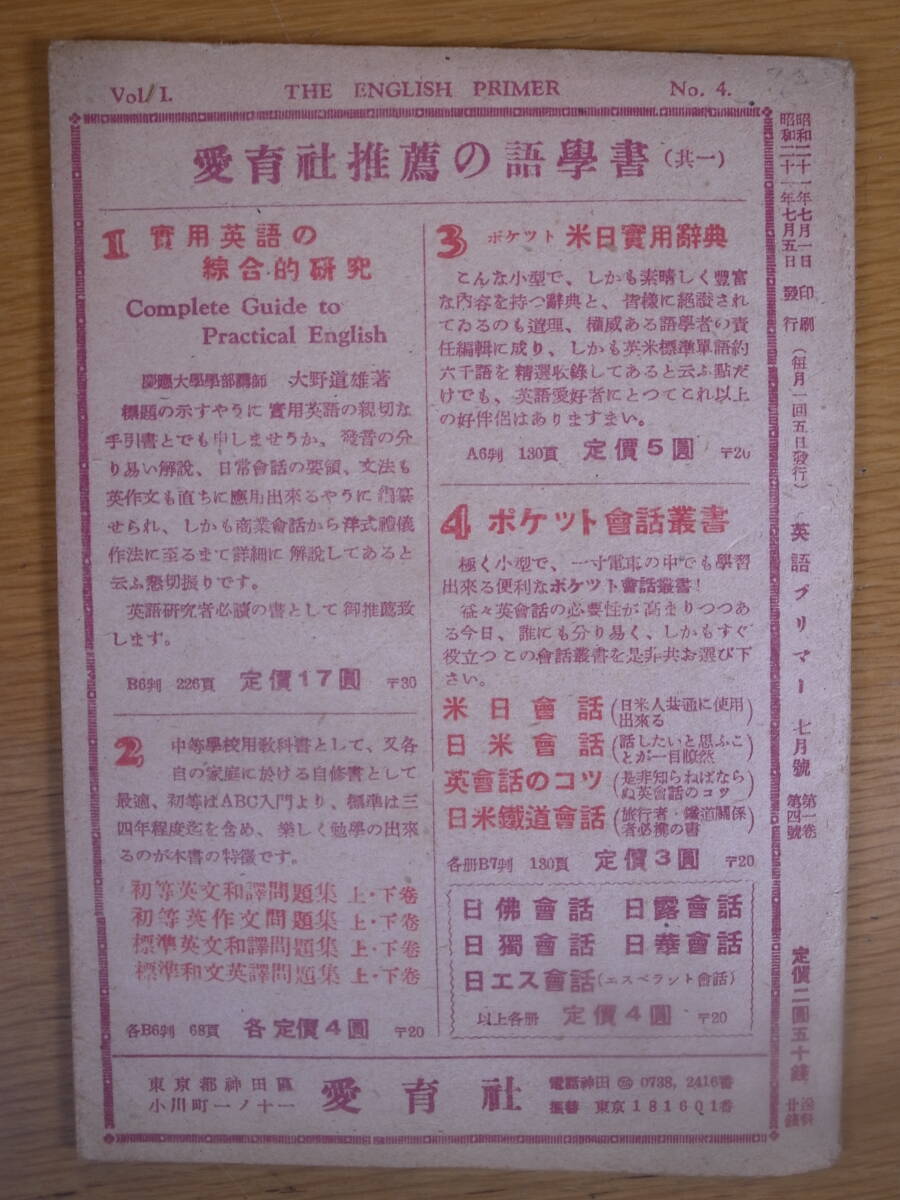 Vol. I. THE ENGLISH PRIMER No. 4.
愛育社推薦の語學書(其一)
1 實用英語の
綜合的研究
Complete Guide to
Practical English
慶應大學學部講師 大野道雄著
標題の示すやうに實用英語の親切な
手引書とでも申しませうか。發音の分
り易い解說、日常會話の要領、文法も
英作文も直ちに應用出來るやうに編纂
せられ、しかも商業會話から洋式禮儀
作法に至るまで詳細に解說してあると
云ふ懇切振りです。
英語硏究者必讀の書として御推薦致
します。
B6判 226頁 定價17圓 〒30
2 中等學校用敎科書として、又各
自の家庭に於ける自修書として
最適、初等はABC入門より、標準は三
四年程度迄を含め、樂しく勉學の出來
るのが本書の特徵です。
初等英文和譯問題集 上・下卷
初等英作文問題集 上・下卷
標準英文和譯問題集 上・下卷
標準和文英譯問題集 上・下卷
各B6判 68頁 各定價4圓 〒20
3 ポケツト 米日實用辭典
こんな小型で、しかも素晴しく豐富
な內容を持つ辭典と、皆樣に絕讃され
てゐるのも道理、權威ある語學者の責
任編輯に成り、しかも英米標準單語約
六千語を精選收錄してあると云ふ點だ
けでも、英語愛好者にとつてこれ以上
の好伴侶はありますまい。
A6判 130頁 定價5圓 〒20
4 ポケット會話叢書
極く小型で、一寸電車の中でも學習
出來る便利なポケツト會話叢書!
益々英會話の必要性が高まりつつあ
る今日、誰にも分り易く、しかもすぐ
役立つこの會話叢書を是非共お選び下
さい。
米日會話(日米人共通に使用出來る)
日米會話(話したいと思ふことが一目瞭然)
英會話のコツ(是非知らねばならぬ英會話のコツ)
日米鐵道會話(旅行者・鐵道關係者必携の書)
各册B7判 130頁 定價3圓 〒20
日佛會話 日露會話
日獨會話 日華會話
日エス會話(エスペラント會話)
以上各册 定價4圓 〒20
東京都神田區
小川町一ノ十一
愛育社
電話神田 0738, 2416番
振替 東京181601番
昭和二十一年七月一日 印刷
昭和二十一年七月五日 發行
(每月一回五日發行)
英語プリマー 七月號
第一卷
第四號
定價二圓五十錢
送料
廿錢